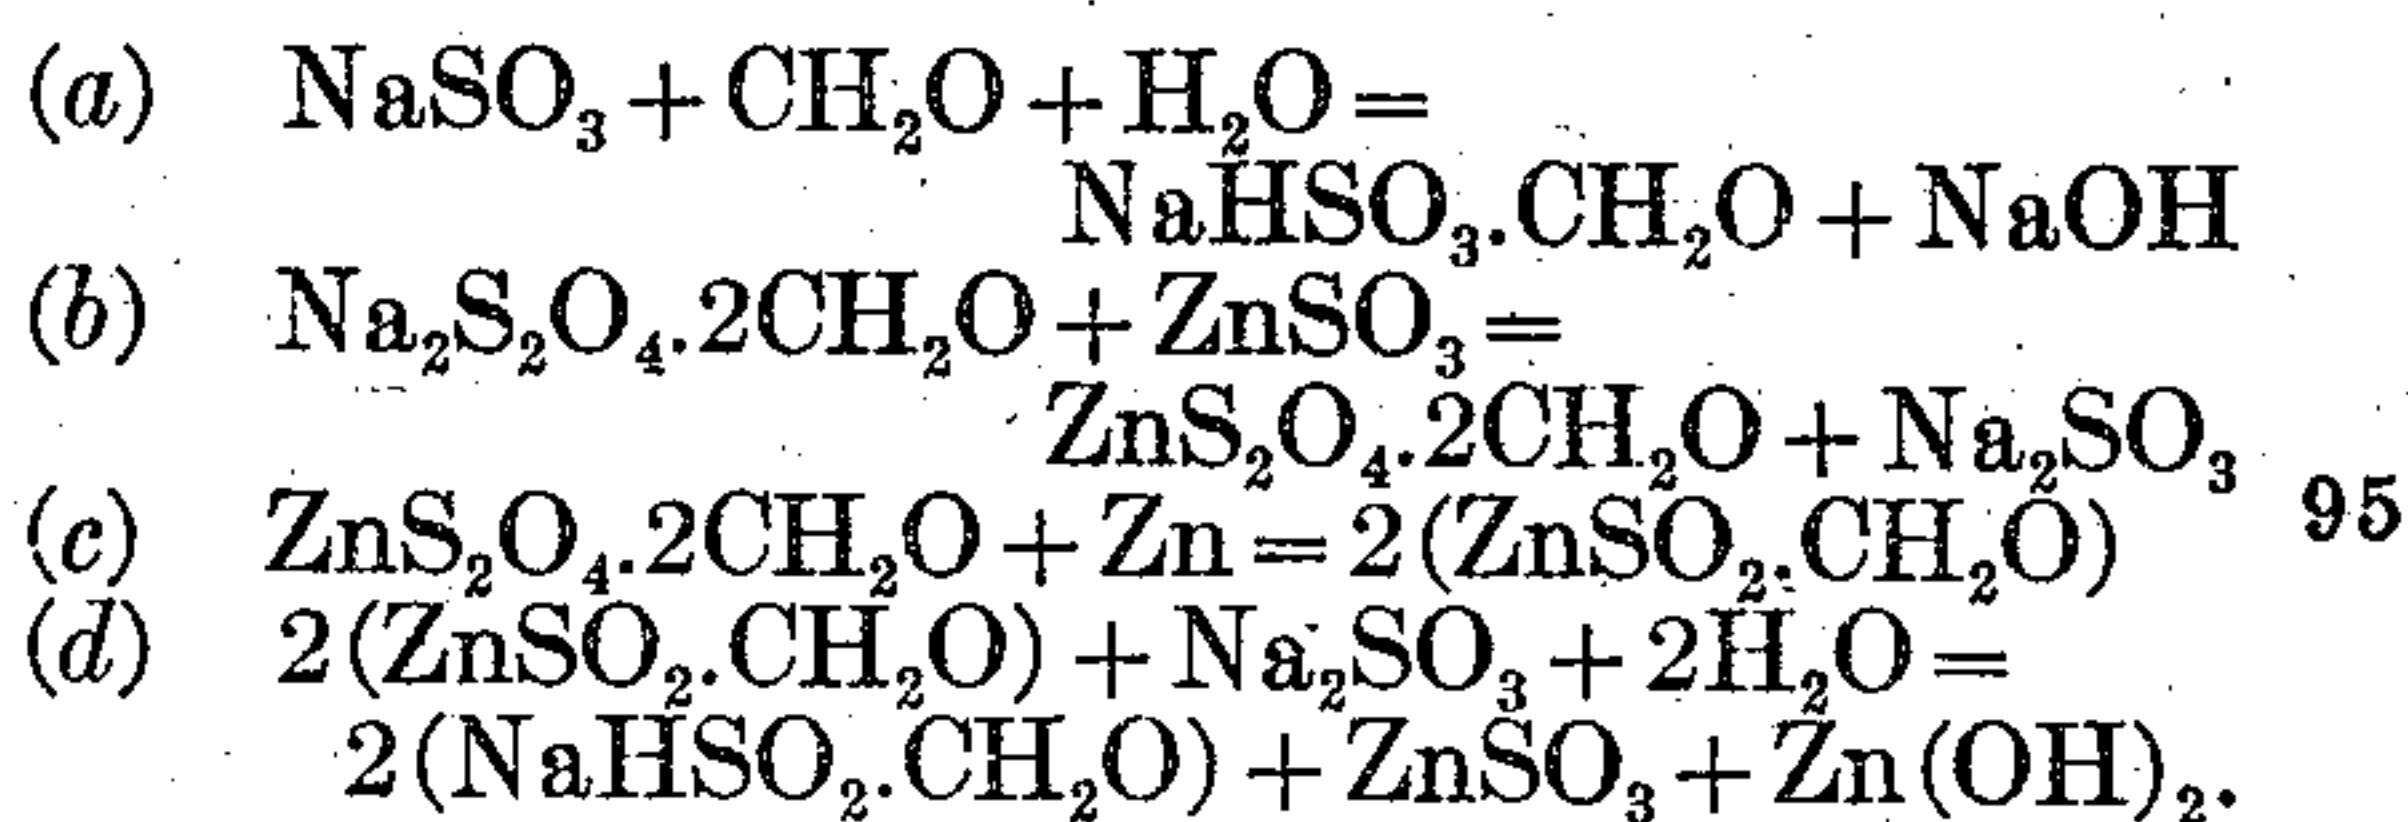 (a) NaSO₃ + CH₂O + H₂O =
NaHSO₃.CH₂O + NaOH
(b) Na₂S₂O₄.2CH₂O + ZnSO₃ =
ZnS₂O₄.2CH₂O + Na₂SO₃
(c) ZnS₂O₄.2CH₂O + Zn = 2(ZnSO₂.CH₂O) 95
(d) 2(ZnSO₂.CH₂O) + Na₂SO₃ + 2H₂O =
2(NaHSO₂.CH₂O) + ZnSO₃ + Zn(OH)₂.